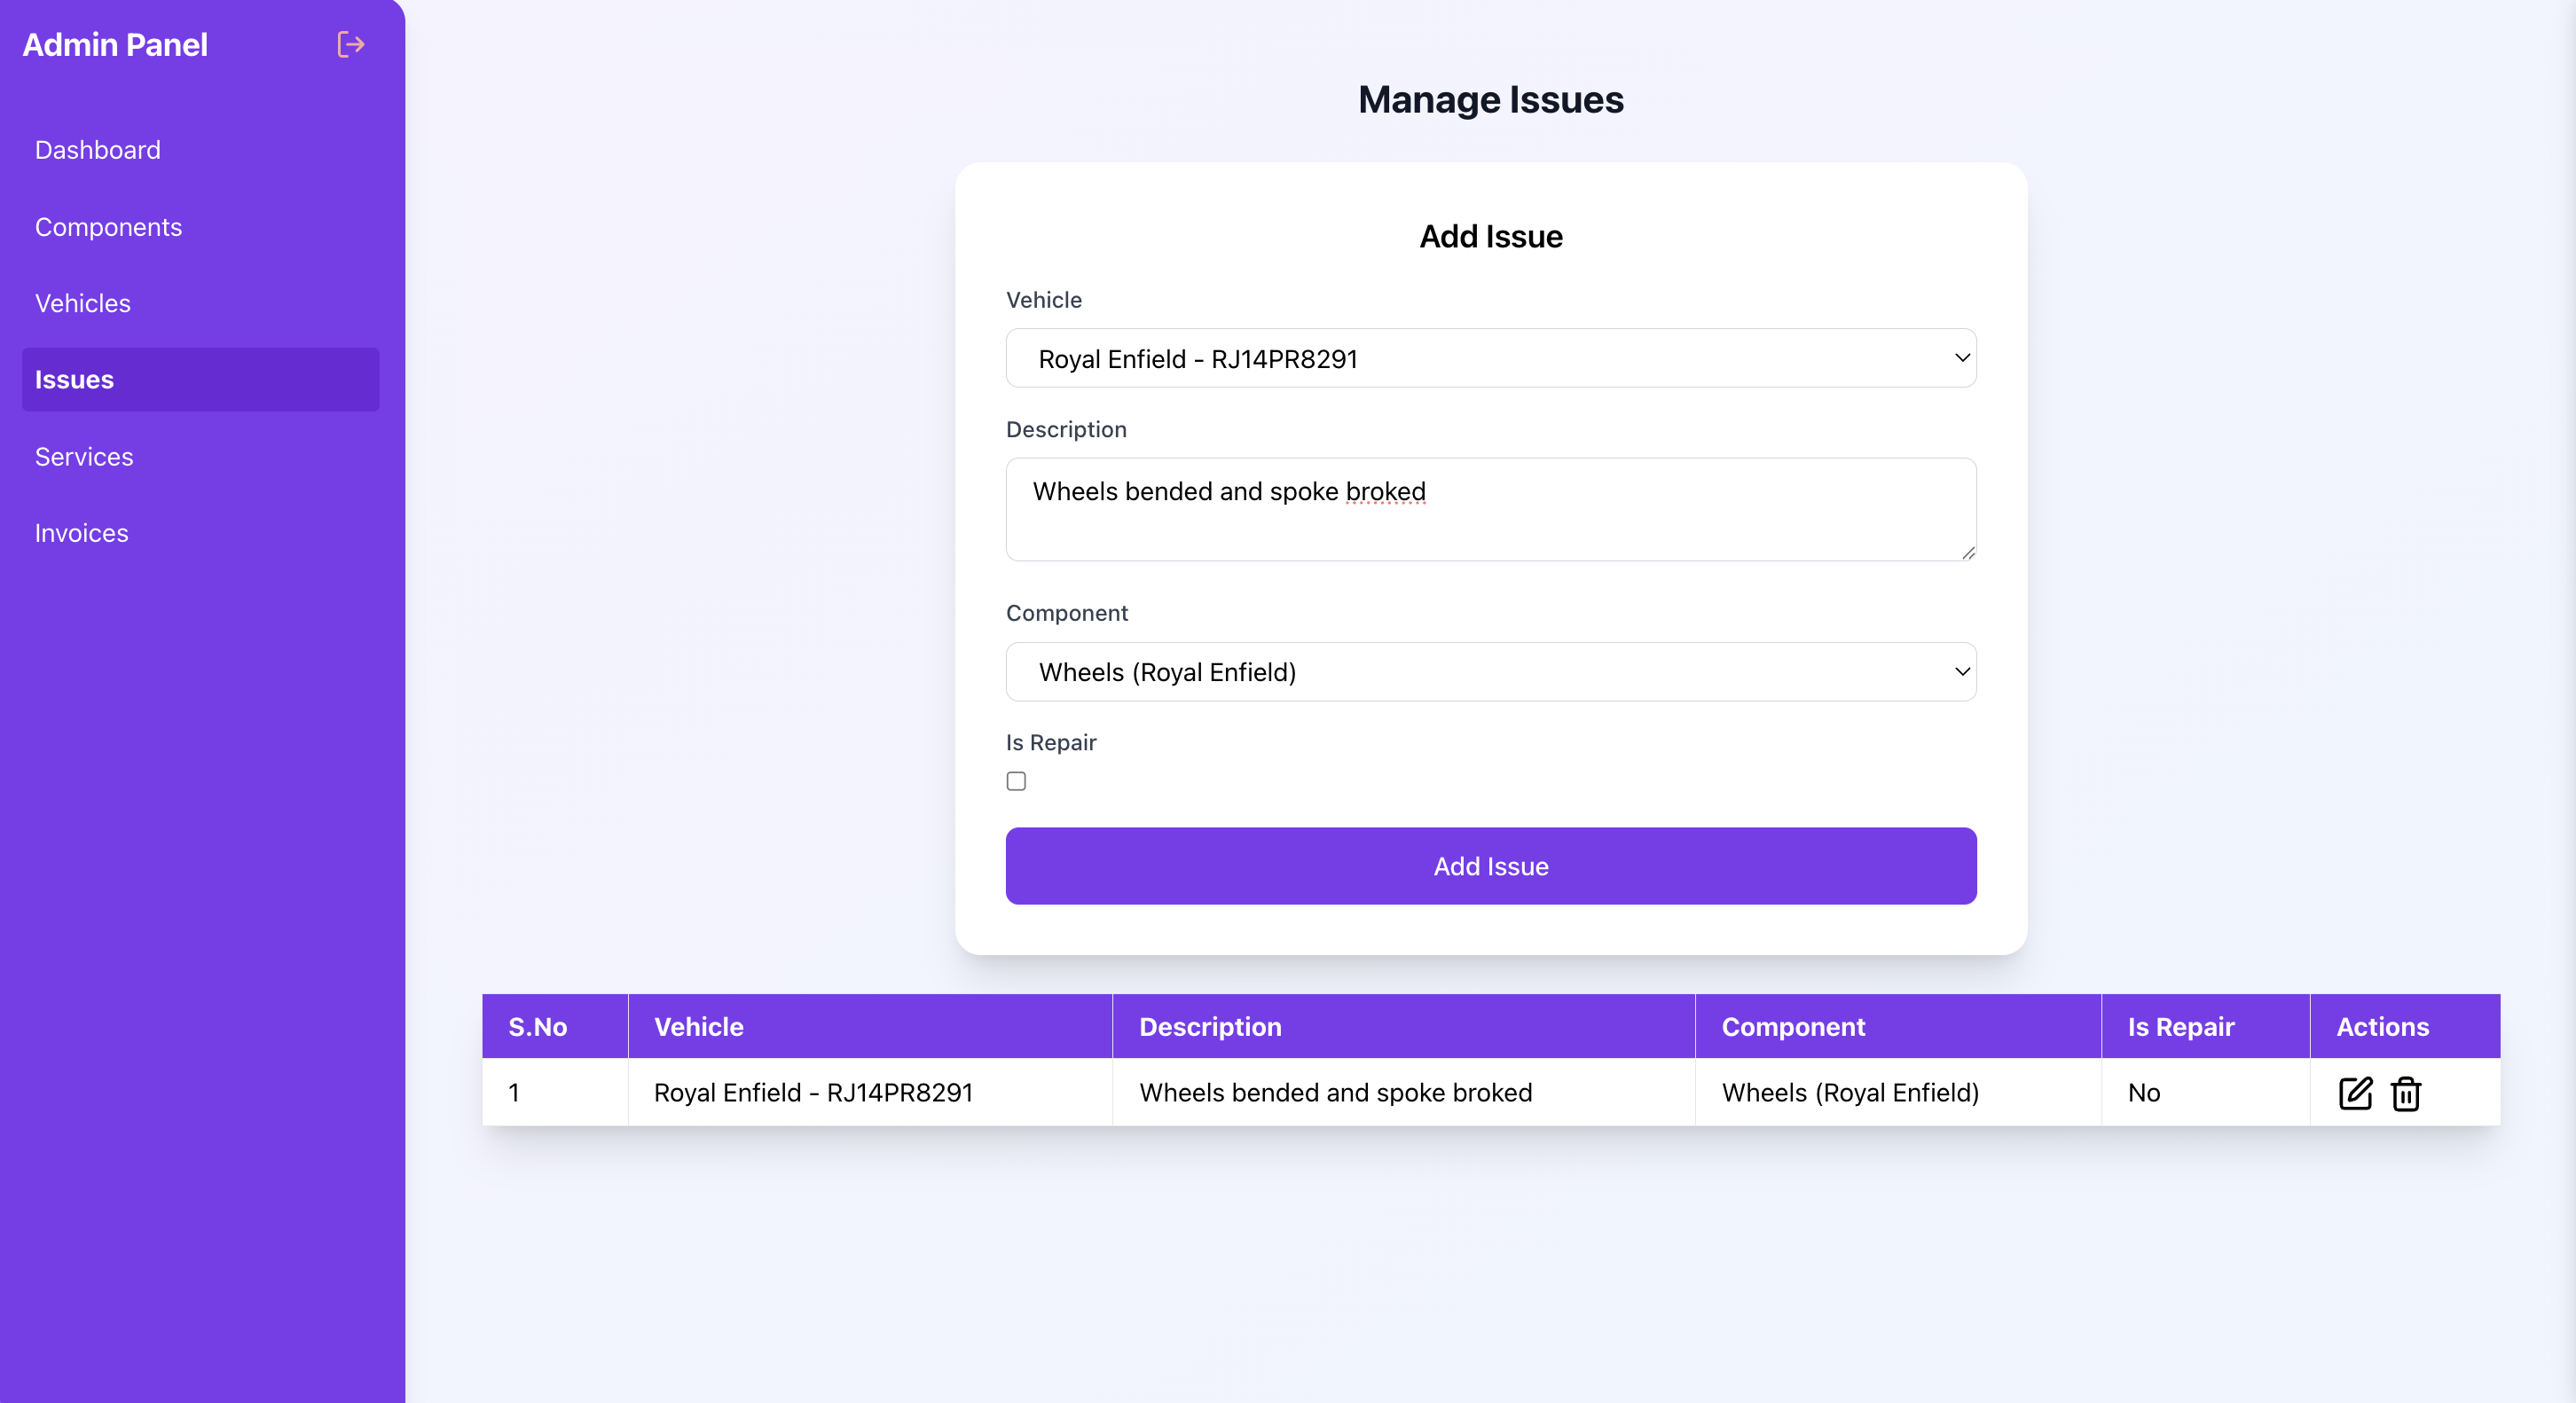 Admin Panel
Dashboard
Components
Vehicles
Issues
Services
Invoices
Manage Issues
Add Issue
Vehicle
Royal Enfield - RJ14PR8291
Description
Wheels bended and spoke broked
Component
Wheels (Royal Enfield)
Is Repair
Add Issue
S.No Vehicle Description Component Is Repair Actions
1 Royal Enfield - RJ14PR8291 Wheels bended and spoke broked Wheels (Royal Enfield) No